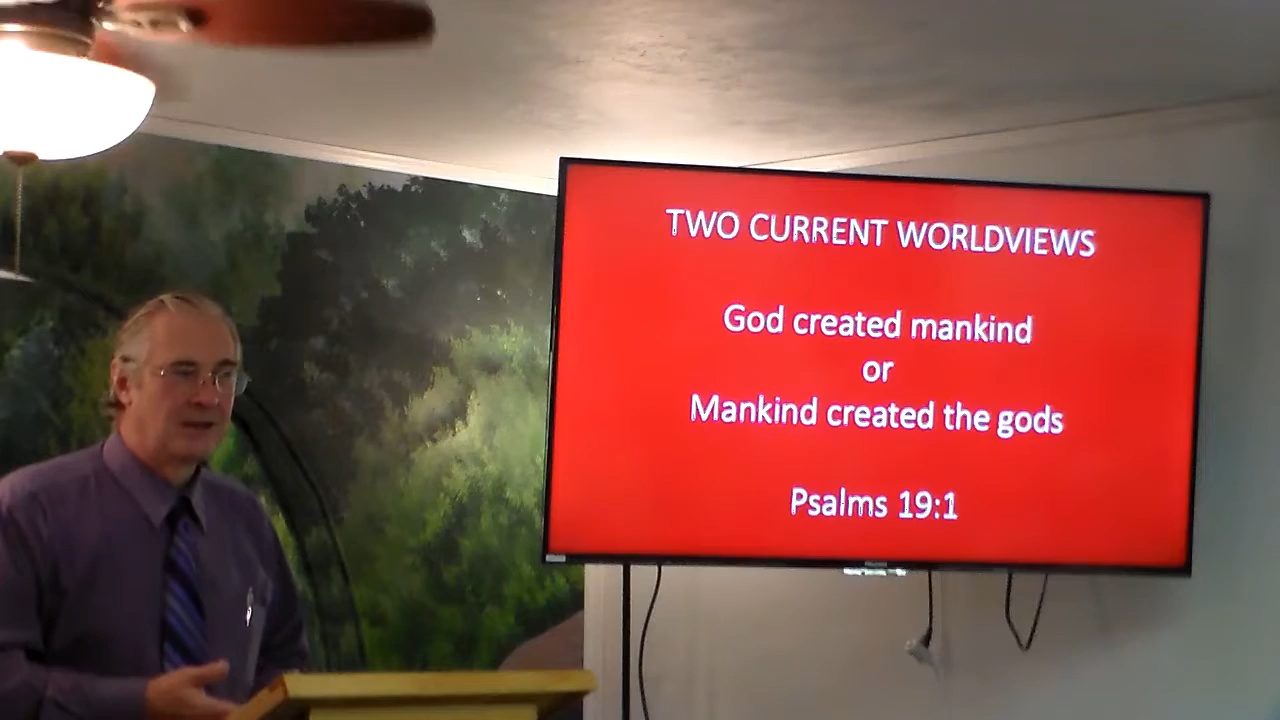 TWO CURRENT WORLDVIEWS
God created mankind
or
Mankind created the gods
Psalms 19:1